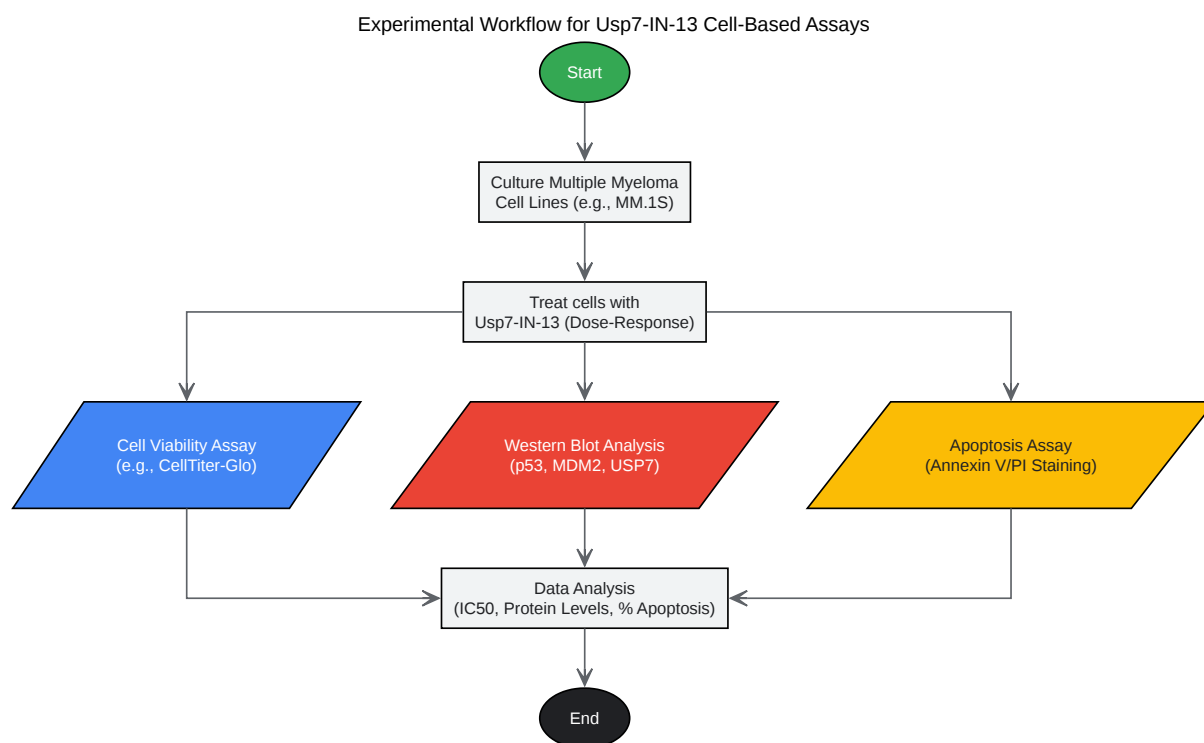 Experimental Workflow for Usp7-IN-13 Cell-Based Assays
Start
Culture Multiple Myeloma
Cell Lines (e.g., MM.1S)
Treat cells with
Usp7-IN-13 (Dose-Response)
Cell Viability Assay
(e.g., CellTiter-Glo)
Western Blot Analysis
(p53, MDM2, USP7)
Apoptosis Assay
(Annexin V/PI Staining)
Data Analysis
(IC50, Protein Levels, % Apoptosis)
End